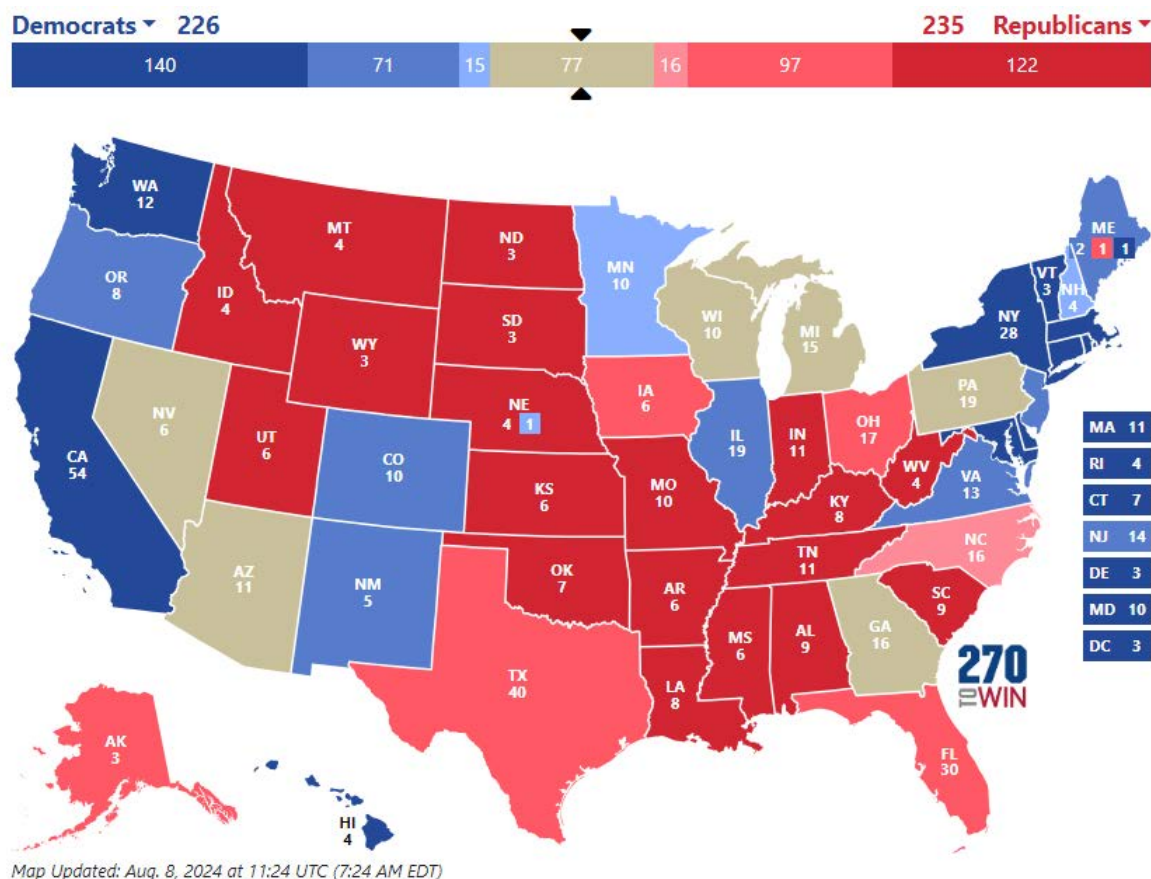 Democrats 226
235 Republicans
140 71 15 77 16 97 122
WA
12
OR
8
CA
54
NV
6
ID
4
MT
4
WY
3
UT
6
AZ
11
CO
10
NM
5
ND
3
SD
3
NE
4 1
KS
6
OK
7
TX
40
MN
10
IA
6
MO
10
AR
6
LA
8
WI
10
IL
19
MS
6
MI
15
IN
11
KY
8
TN
11
AL
9
OH
17
WV
4
GA
16
FL
30
SC
9
NC
16
VA
13
PA
19
NY
28
VT
3
NH
4
ME
2 1 1
MA 11
RI 4
CT 7
NJ 14
DE 3
MD 10
DC 3
AK
3
HI
4
270
TO WIN
Map Updated: Aug. 8, 2024 at 11:24 UTC (7:24 AM EDT)